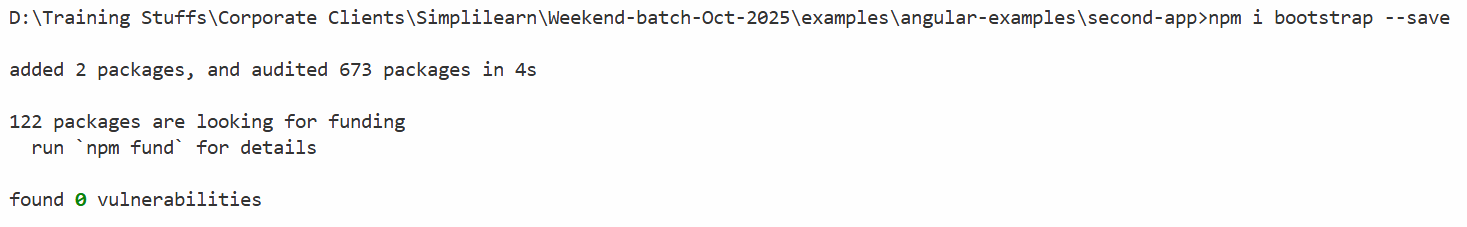 D:\Training Stuffs\Corporate Clients\Simplilearn\Weekend-batch-Oct-2025\examples\angular-examples\second-app>npm i bootstrap --save
added 2 packages, and audited 673 packages in 4s
122 packages are looking for funding
  run `npm fund` for details
found 0 vulnerabilities